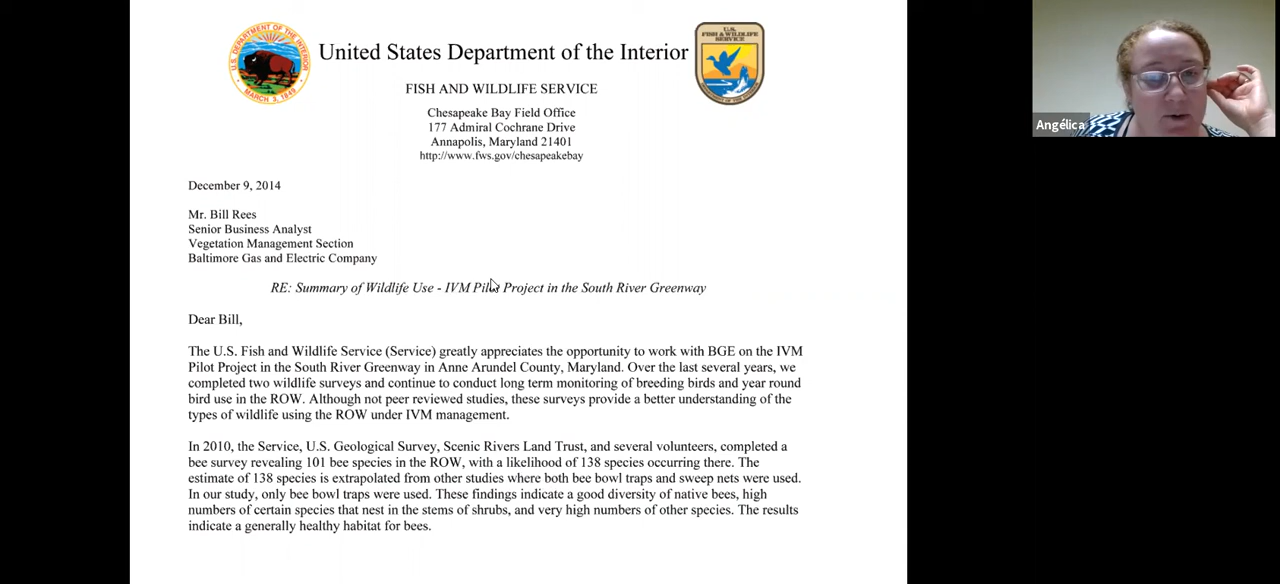 United States Department of the Interior
FISH AND WILDLIFE SERVICE
Chesapeake Bay Field Office
177 Admiral Cochrane Drive
Annapolis, Maryland 21401
http://www.fws.gov/chesapeakebay
U.S. DEPARTMENT OF THE INTERIOR
MARCH 3, 1849
U.S.
FISH & WILDLIFE
SERVICE
Angélica
December 9, 2014
Mr. Bill Rees
Senior Business Analyst
Vegetation Management Section
Baltimore Gas and Electric Company
RE: Summary of Wildlife Use - IVM Pilot Project in the South River Greenway
Dear Bill,
The U.S. Fish and Wildlife Service (Service) greatly appreciates the opportunity to work with BGE on the IVM
Pilot Project in the South River Greenway in Anne Arundel County, Maryland. Over the last several years, we
completed two wildlife surveys and continue to conduct long term monitoring of breeding birds and year round
bird use in the ROW. Although not peer reviewed studies, these surveys provide a better understanding of the
types of wildlife using the ROW under IVM management.
In 2010, the Service, U.S. Geological Survey, Scenic Rivers Land Trust, and several volunteers, completed a
bee survey revealing 101 bee species in the ROW, with a likelihood of 138 species occurring there. The
estimate of 138 species is extrapolated from other studies where both bee bowl traps and sweep nets were used.
In our study, only bee bowl traps were used. These findings indicate a good diversity of native bees, high
numbers of certain species that nest in the stems of shrubs, and very high numbers of other species. The results
indicate a generally healthy habitat for bees.